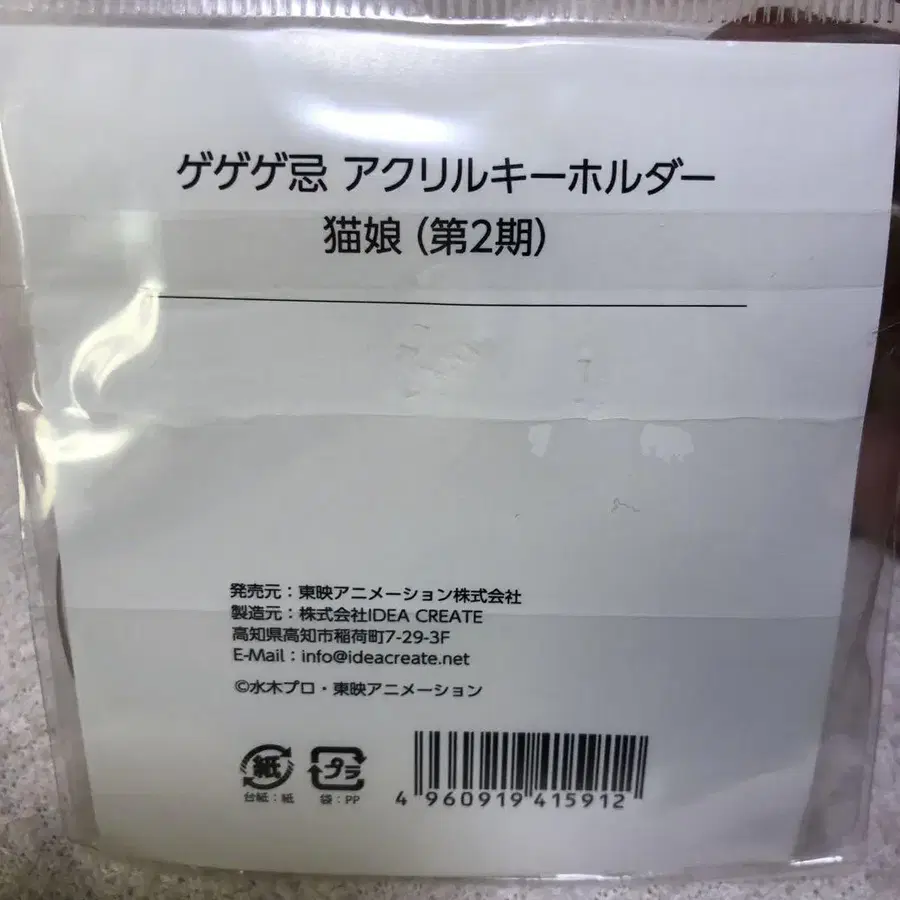 ゲゲゲ忌 アクリルキーホルダー
猫娘 (第2期)
発売元：東映アニメーション株式会社
製造元：株式会社IDEA CREATE
高知県高知市稲荷町7-29-3F
E-Mail：info@ideacreate.net
©水木プロ・東映アニメーション
紙
プラ
台紙：紙
袋：PP
4 960919 415912